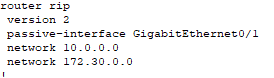 router rip
version 2
passive-interface GigabitEthernet0/1
network 10.0.0.0
network 172.30.0.0